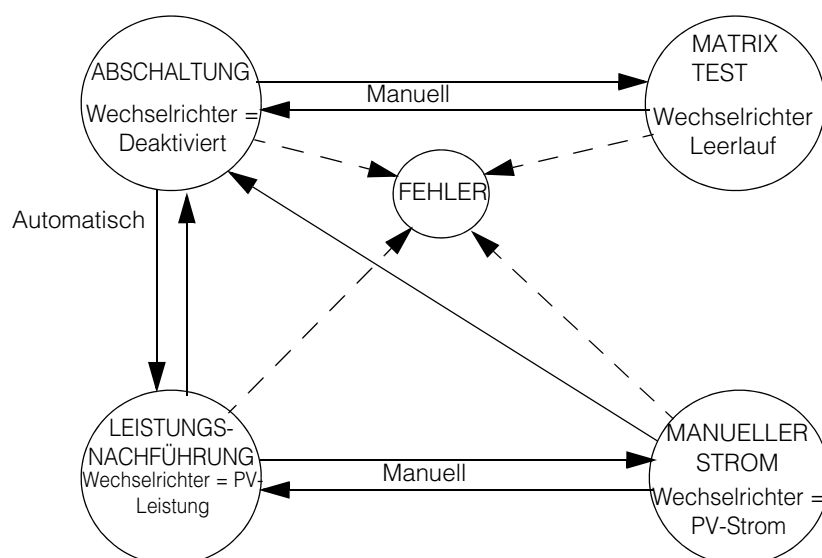 ABSCHALTUNG
Wechselrichter =
Deaktiviert
Manuell
MATRIX
TEST
Wechselrichter
Leerlauf
FEHLER
Automatisch
LEISTUNGS-
NACHFÜHRUNG
Wechselrichter = PV-
Leistung
Manuell
MANUELLER
STROM
Wechselrichter =
PV-Strom